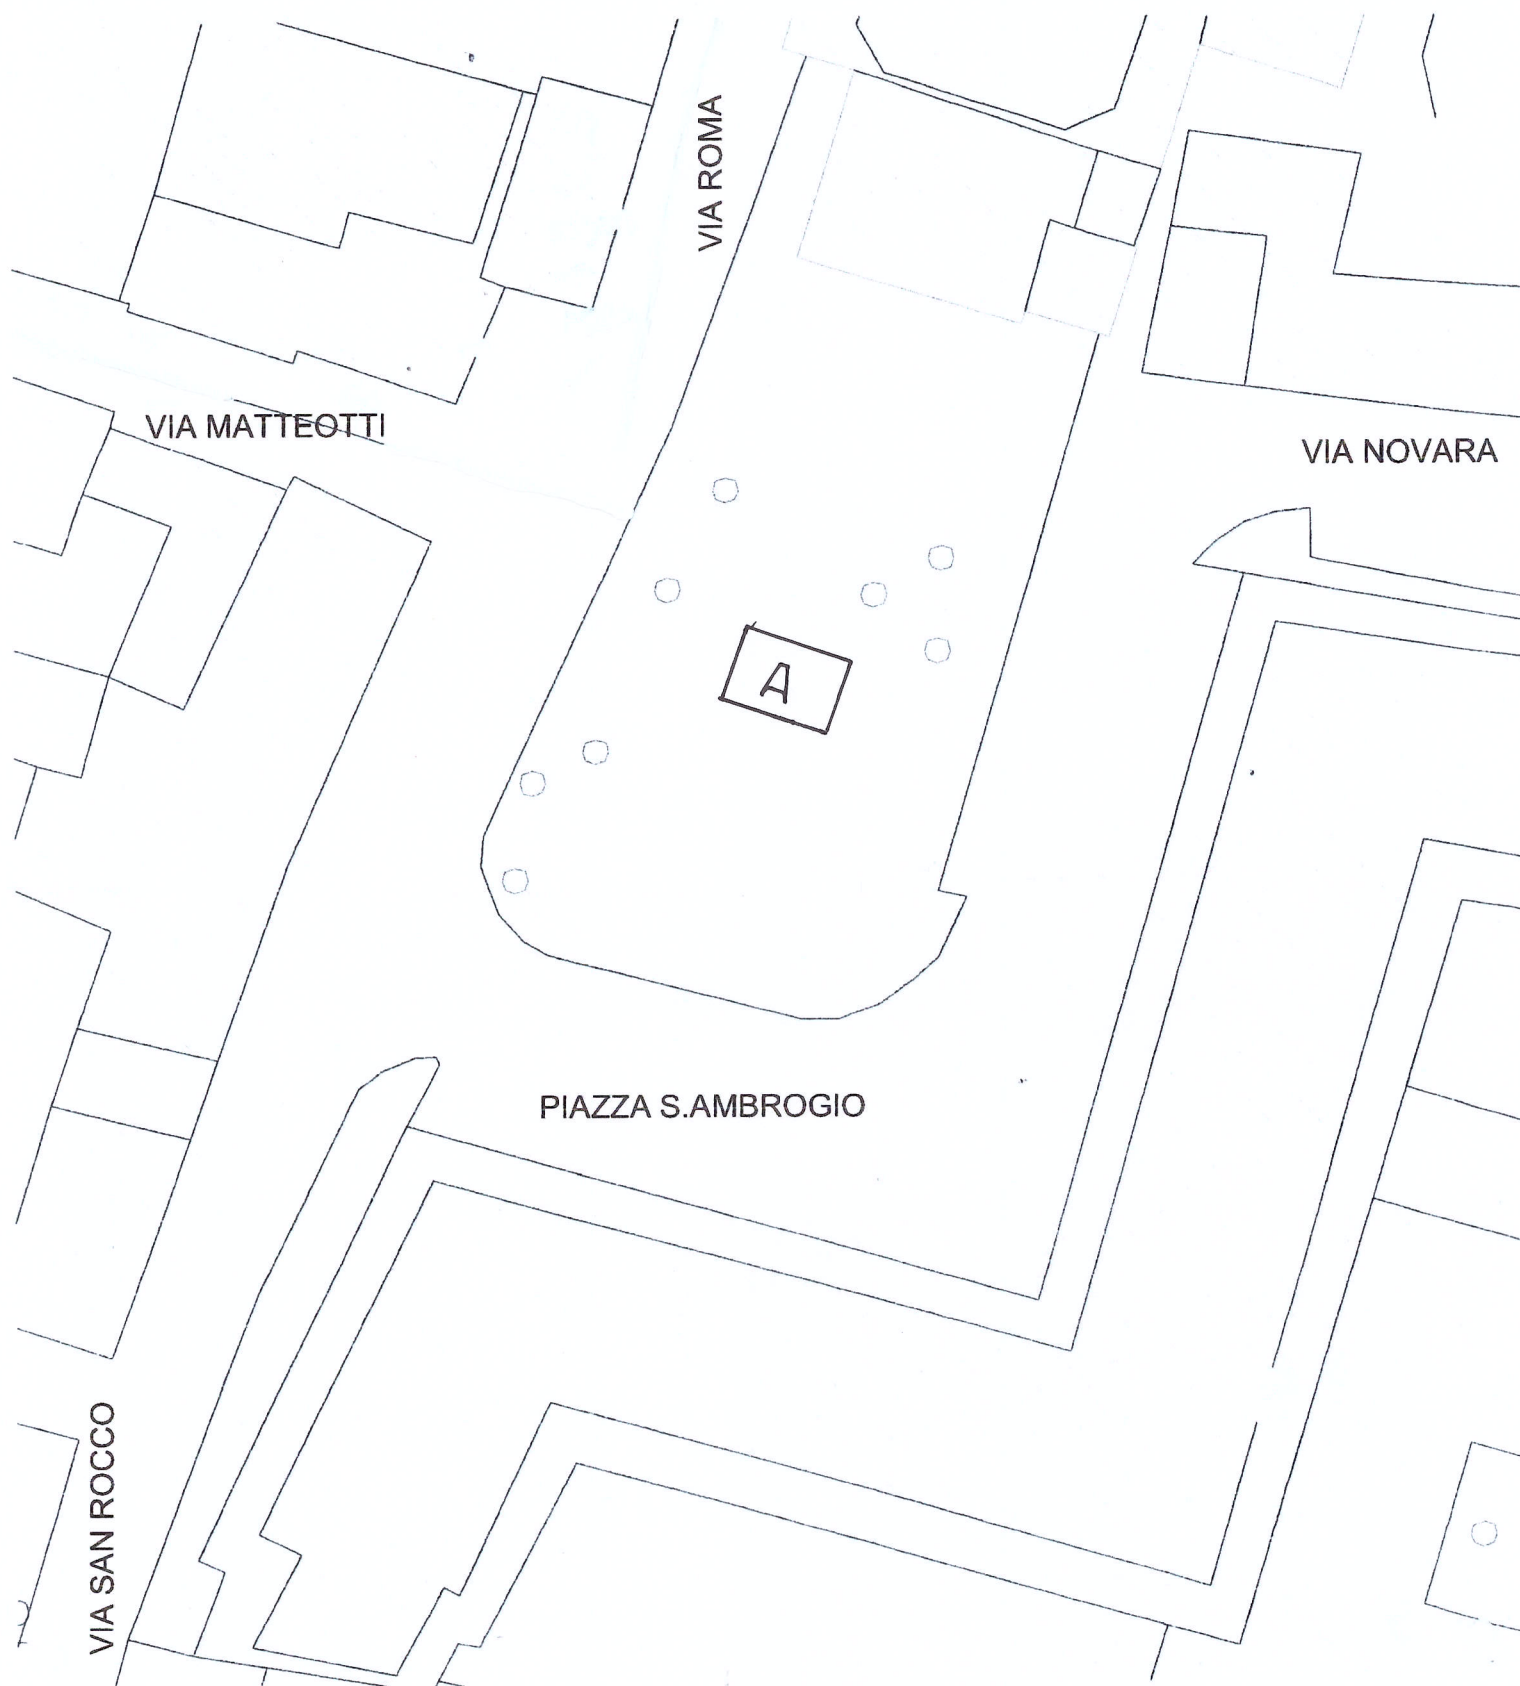 VIA ROMA
VIA MATTEOTTI
VIA NOVARA
A
PIAZZA S.AMBROGIO
VIA SAN ROCCO